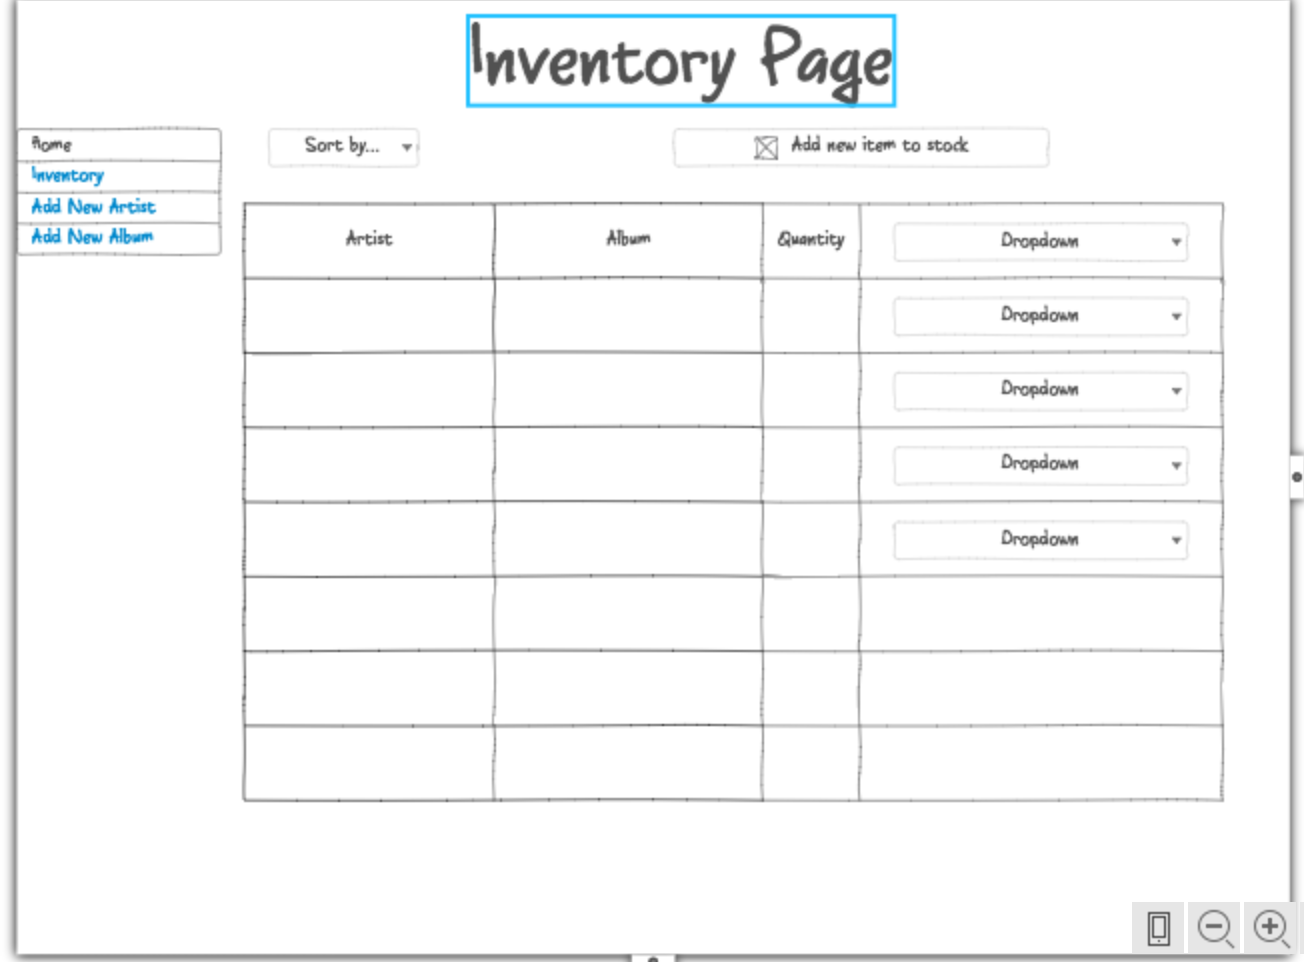 Inventory Page
Home
Inventory
Add New Artist
Add New Album
Sort by...
Add new item to stock
Artist Album Quantity Dropdown
Dropdown
Dropdown
Dropdown
Dropdown